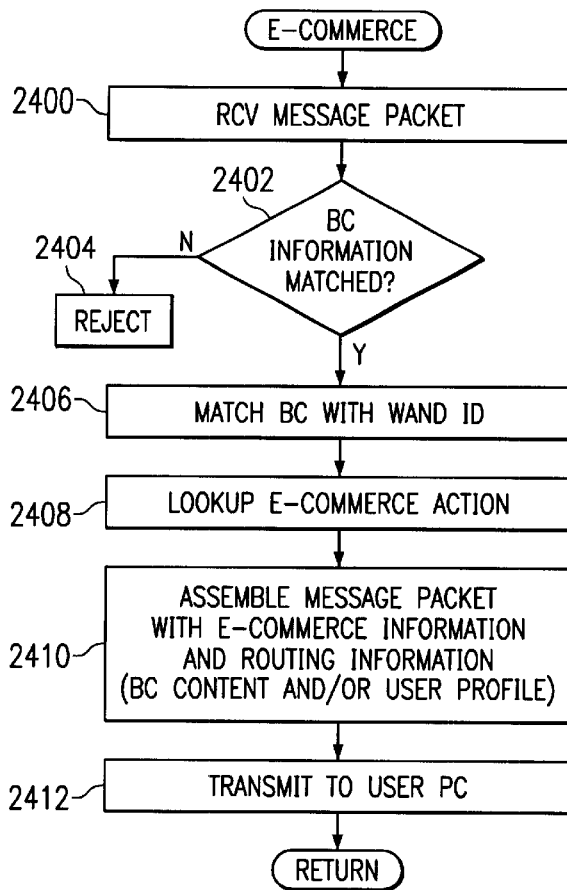 E-COMMERCE
2400
RCV MESSAGE PACKET
2402
BC
INFORMATION
MATCHED?
N
2404
REJECT
Y
2406
MATCH BC WITH WAND ID
2408
LOOKUP E-COMMERCE ACTION
2410
ASSEMBLE MESSAGE PACKET
WITH E-COMMERCE INFORMATION
AND ROUTING INFORMATION
(BC CONTENT AND/OR USER PROFILE)
2412
TRANSMIT TO USER PC
RETURN